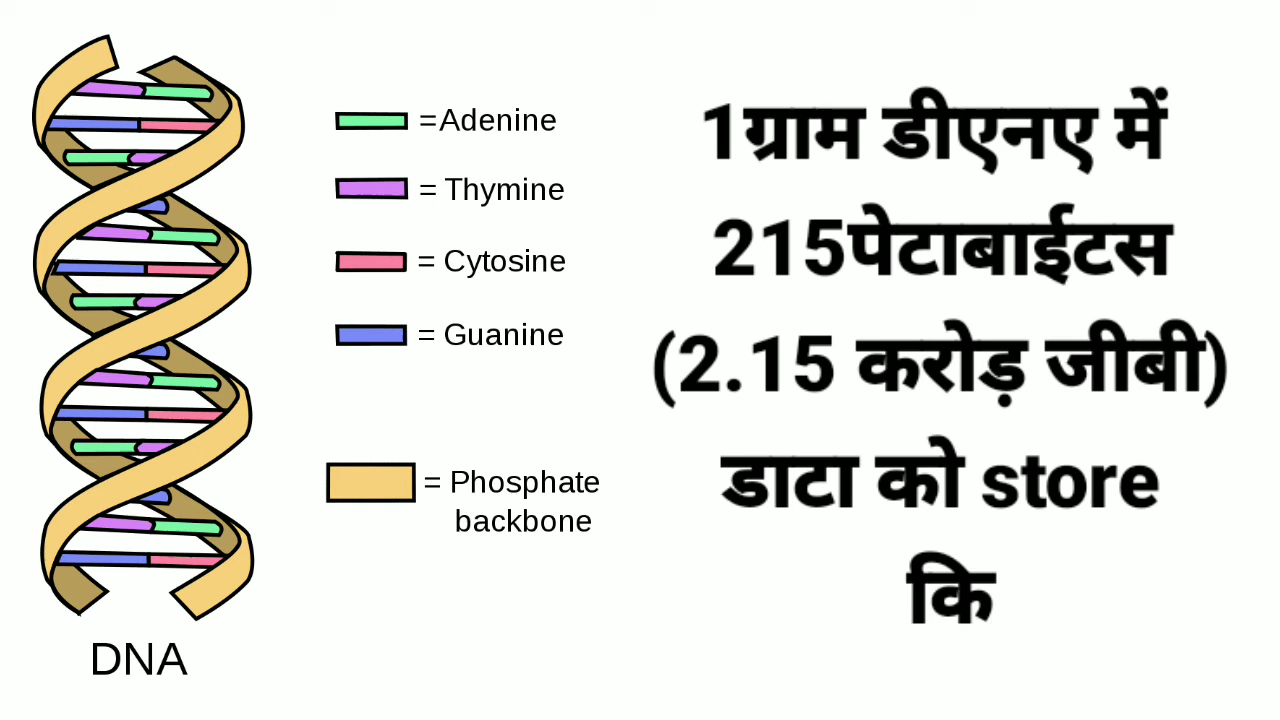 =Adenine
= Thymine
= Cytosine
= Guanine
= Phosphate
backbone
DNA
1ग्राम डीएनए में
215पेटाबाईटस
(2.15 करोड़ जीबी)
डाटा को store
कि